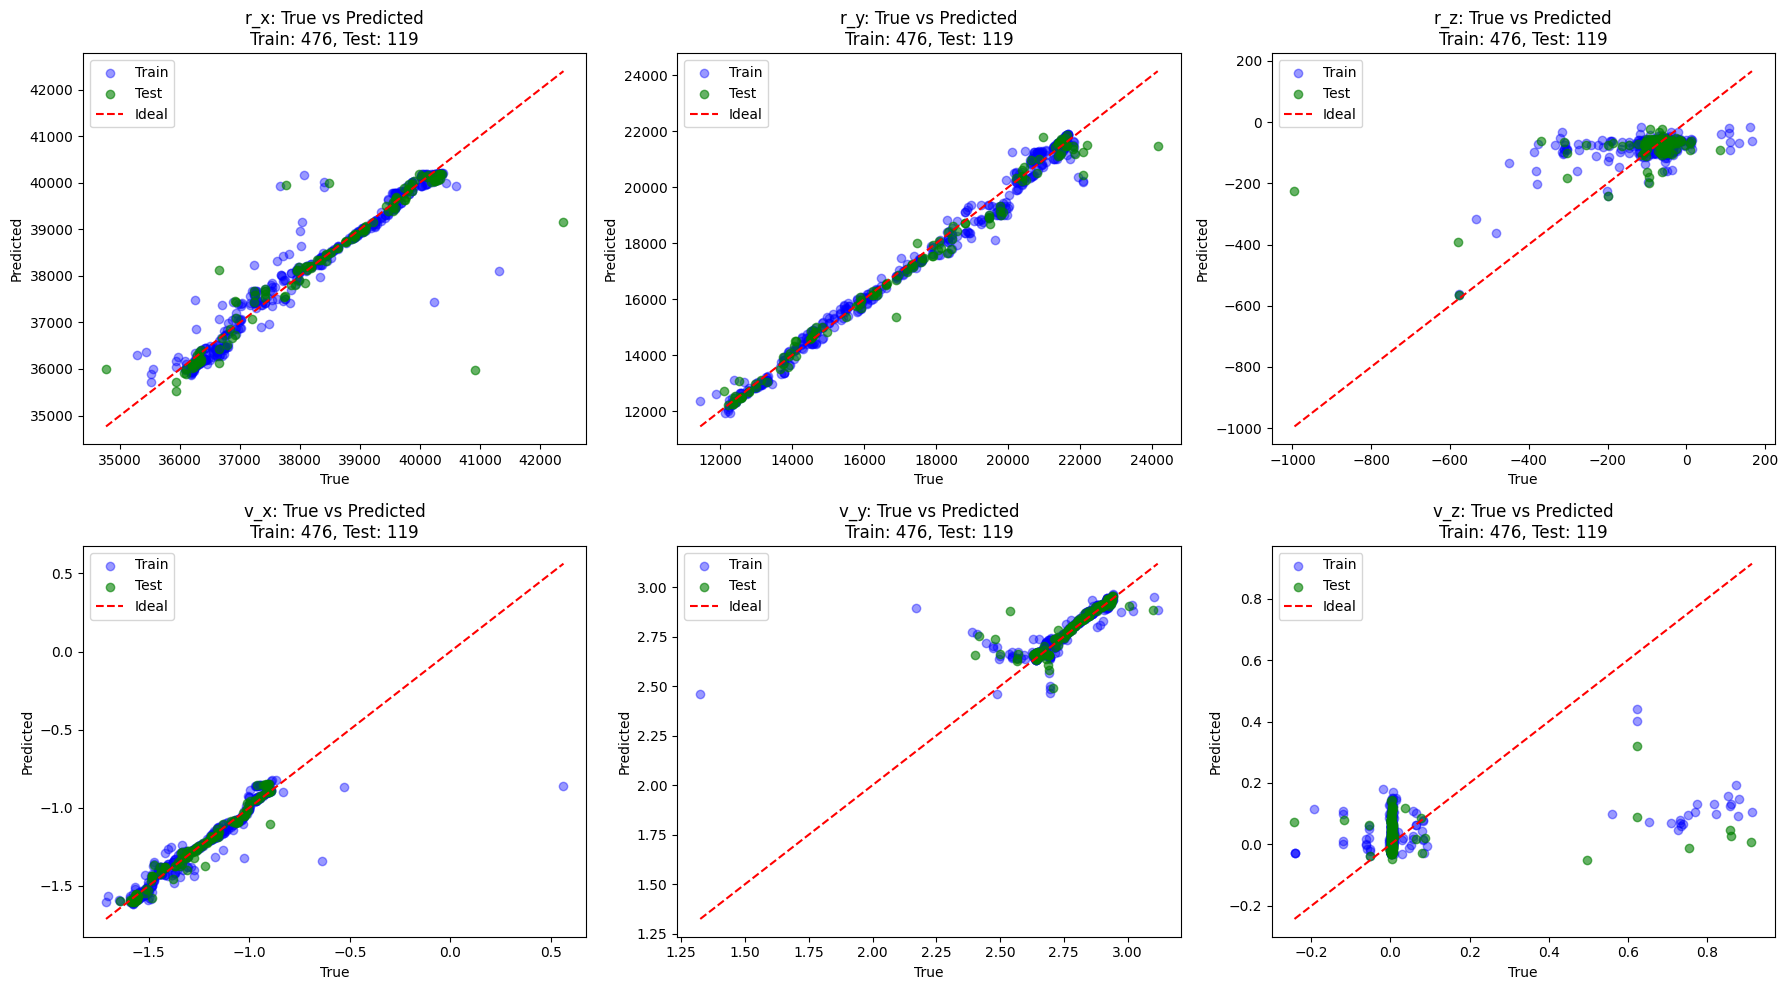 r_x: True vs Predicted
Train: 476, Test: 119
Train
Test
Ideal
42000
41000
40000
39000
38000
37000
36000
35000
Predicted
35000 36000 37000 38000 39000 40000 41000 42000
True
r_y: True vs Predicted
Train: 476, Test: 119
Train
Test
Ideal
24000
22000
20000
18000
16000
14000
12000
Predicted
12000 14000 16000 18000 20000 22000 24000
True
r_z: True vs Predicted
Train: 476, Test: 119
Train
Test
Ideal
200
0
−200
−400
−600
−800
−1000
Predicted
−1000 −800 −600 −400 −200 0 200
True
v_x: True vs Predicted
Train: 476, Test: 119
Train
Test
Ideal
0.5
0.0
−0.5
−1.0
−1.5
Predicted
−1.5 −1.0 −0.5 0.0 0.5
True
v_y: True vs Predicted
Train: 476, Test: 119
Train
Test
Ideal
3.00
2.75
2.50
2.25
2.00
1.75
1.50
1.25
Predicted
1.25 1.50 1.75 2.00 2.25 2.50 2.75 3.00
True
v_z: True vs Predicted
Train: 476, Test: 119
Train
Test
Ideal
0.8
0.6
0.4
0.2
0.0
−0.2
Predicted
−0.2 0.0 0.2 0.4 0.6 0.8
True